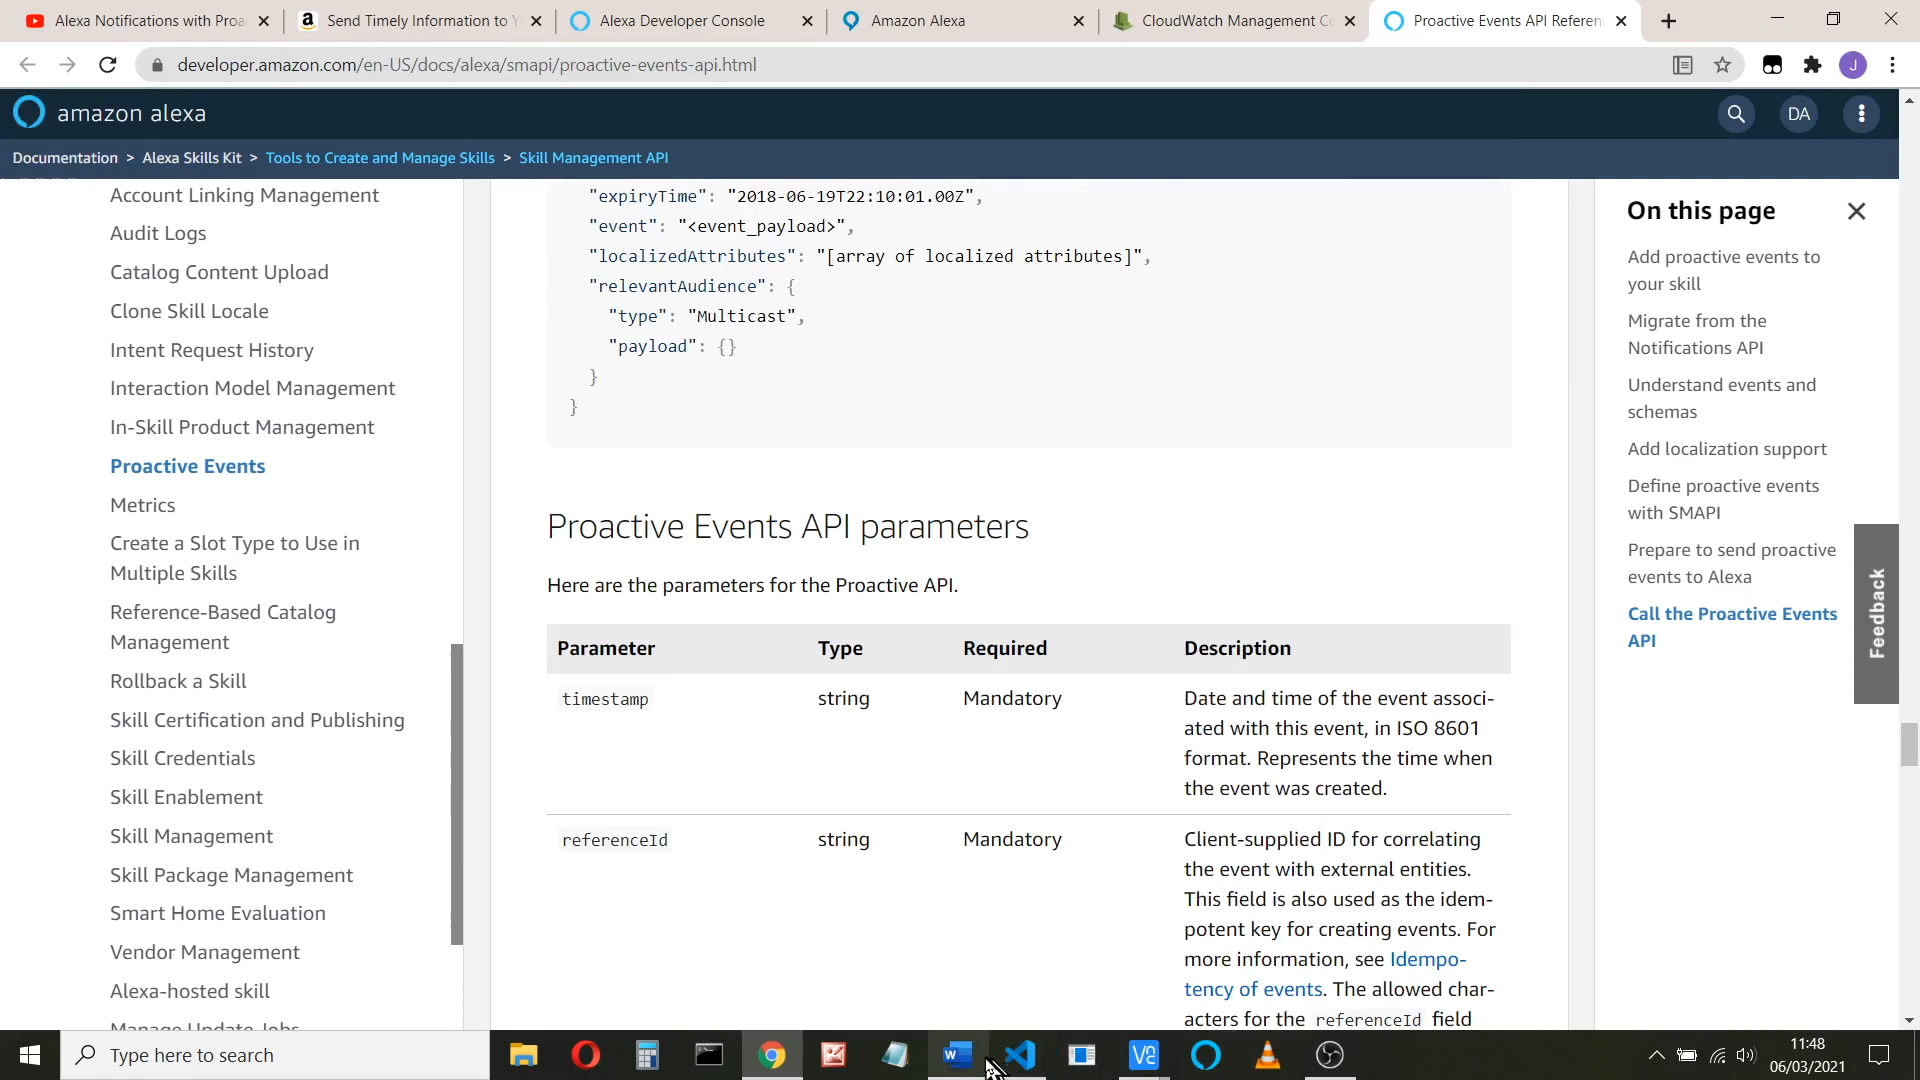 Alexa Notifications with Proa
Send Timely Information to Y
Alexa Developer Console
Amazon Alexa
CloudWatch Management Co
Proactive Events API Referen
developer.amazon.com/en-US/docs/alexa/smapi/proactive-events-api.html
J
amazon alexa
DA
Documentation > Alexa Skills Kit > Tools to Create and Manage Skills > Skill Management API
Account Linking Management
Audit Logs
Catalog Content Upload
Clone Skill Locale
Intent Request History
Interaction Model Management
In-Skill Product Management
Proactive Events
Metrics
Create a Slot Type to Use in
Multiple Skills
Reference-Based Catalog
Management
Rollback a Skill
Skill Certification and Publishing
Skill Credentials
Skill Enablement
Skill Management
Skill Package Management
Smart Home Evaluation
Vendor Management
Alexa-hosted skill
Manage Update Jobs
"expiryTime": "2018-06-19T22:10:01.00Z",
"event": "<event_payload>",
"localizedAttributes": "[array of localized attributes]",
"relevantAudience": {
"type": "Multicast",
"payload": {}
}
}
Proactive Events API parameters
Here are the parameters for the Proactive API.
Parameter Type Required Description
timestamp string Mandatory Date and time of the event associ-
ated with this event, in ISO 8601
format. Represents the time when
the event was created.
referenceId string Mandatory Client-supplied ID for correlating
the event with external entities.
This field is also used as the idem-
potent key for creating events. For
more information, see Idempo-
tency of events. The allowed char-
acters for the referenceId field
On this page
Add proactive events to
your skill
Migrate from the
Notifications API
Understand events and
schemas
Add localization support
Define proactive events
with SMAPI
Prepare to send proactive
events to Alexa
Call the Proactive Events
API
Feedback
Type here to search
11:48
06/03/2021